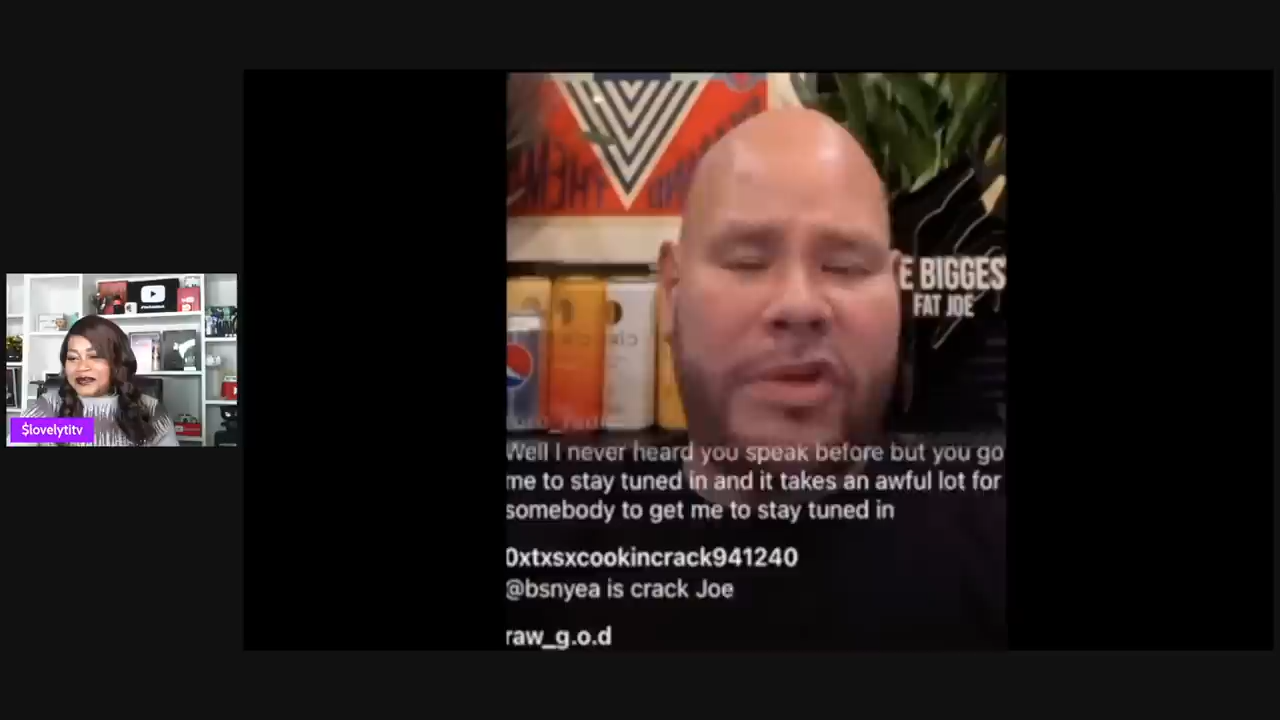 E BIGGES
FAT JOE
Well I never heard you speak before but you go
me to stay tuned in and it takes an awful lot for
somebody to get me to stay tuned in
0xtxsxcookincrack941240
@bsnyea is crack Joe
raw_g.o.d
$lovelytitv